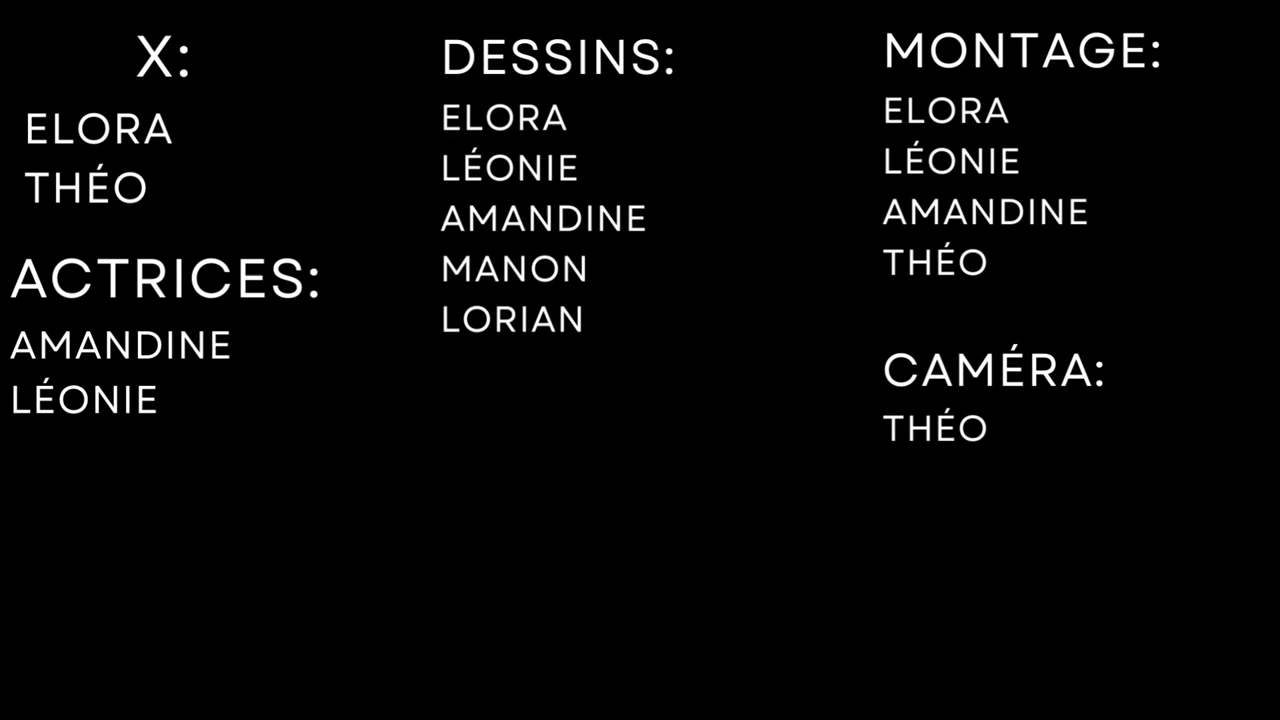 X:
ELORA
THÉO
ACTRICES:
AMANDINE
LÉONIE
DESSINS:
ELORA
LÉONIE
AMANDINE
MANON
LORIAN
MONTAGE:
ELORA
LÉONIE
AMANDINE
THÉO
CAMÉRA:
THÉO